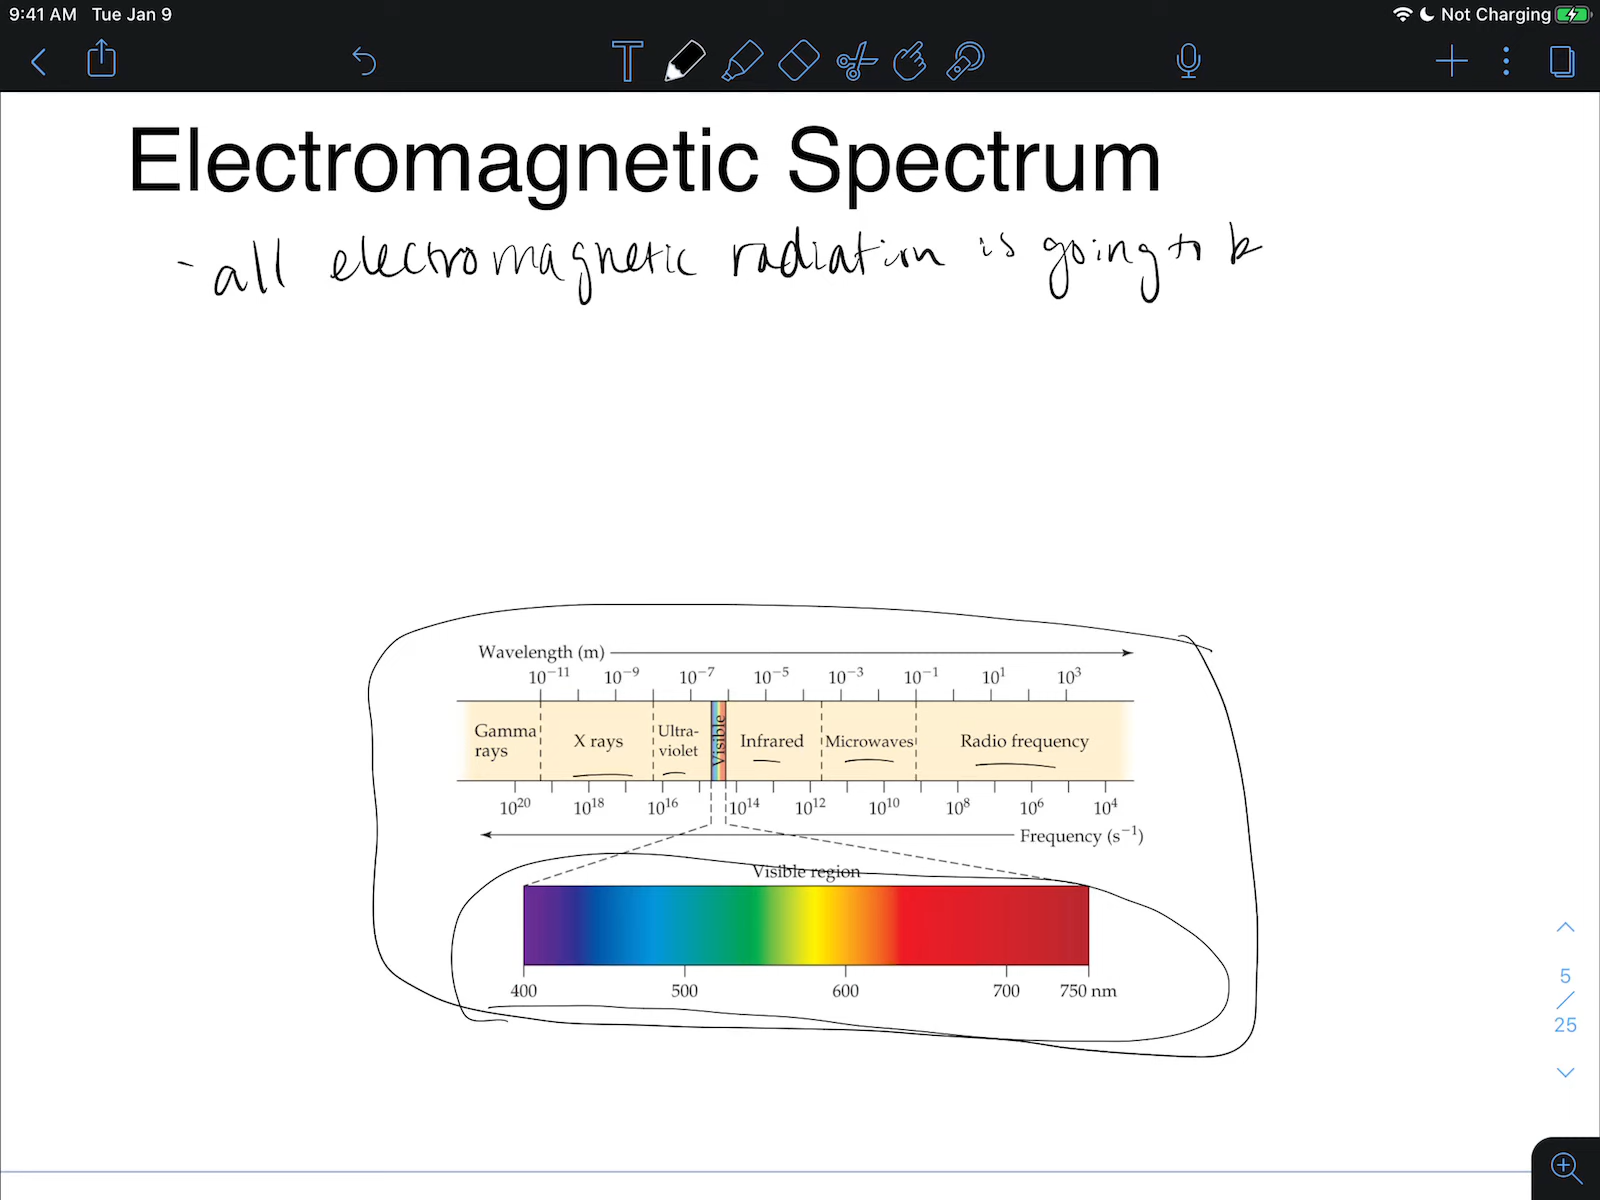 9:41 AM Tue Jan 9 Not Charging
Electromagnetic Spectrum
- all electromagnetic radiation is going to b
Wavelength (m)
10⁻¹¹ 10⁻⁹ 10⁻⁷ 10⁻⁵ 10⁻³ 10⁻¹ 10¹ 10³
Gamma rays X rays Ultra-violet Visible Infrared Microwaves Radio frequency
10²⁰ 10¹⁸ 10¹⁶ 10¹⁴ 10¹² 10¹⁰ 10⁸ 10⁶ 10⁴
Frequency (s⁻¹)
Visible region
400 500 600 700 750 nm
5
/
25